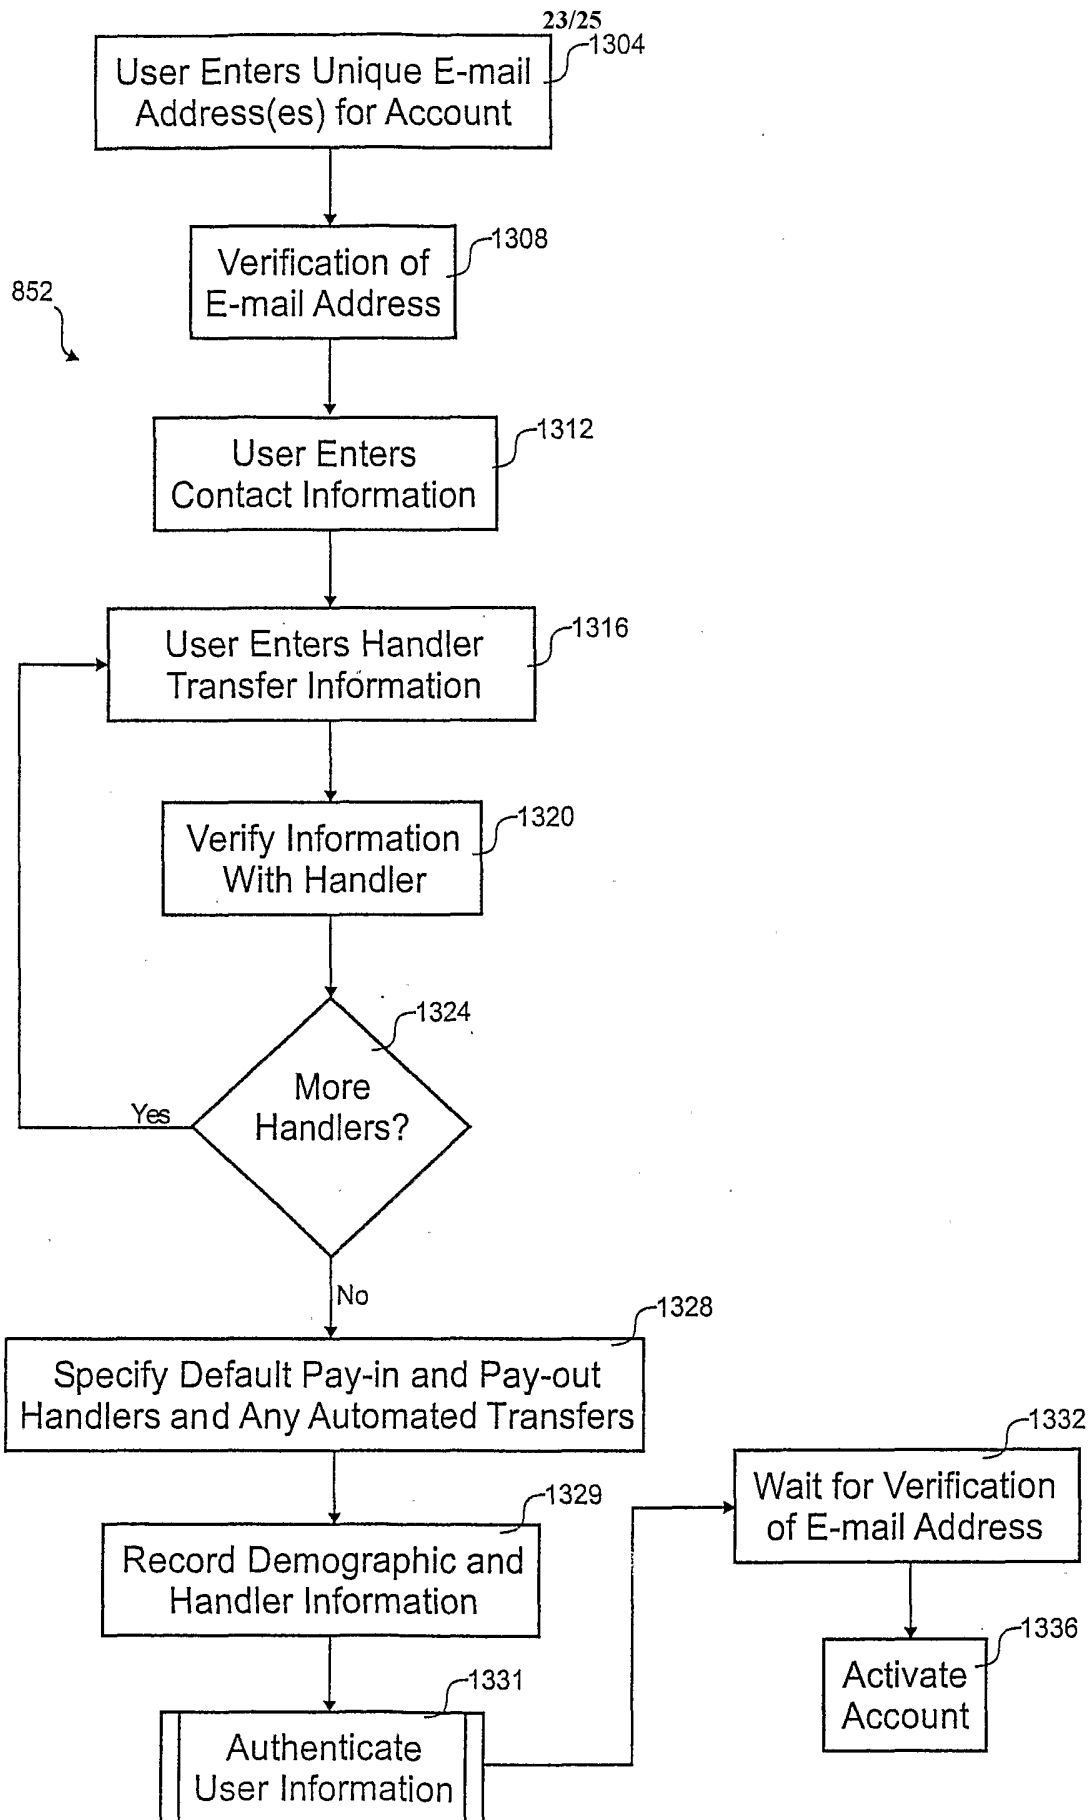 23/25
1304
User Enters Unique E-mail
Address(es) for Account
1308
Verification of
E-mail Address
852
1312
User Enters
Contact Information
1316
User Enters Handler
Transfer Information
1320
Verify Information
With Handler
1324
More
Handlers?
Yes
No
1328
Specify Default Pay-in and Pay-out
Handlers and Any Automated Transfers
1332
Wait for Verification
of E-mail Address
1329
Record Demographic and
Handler Information
1336
Activate
Account
1331
Authenticate
User Information